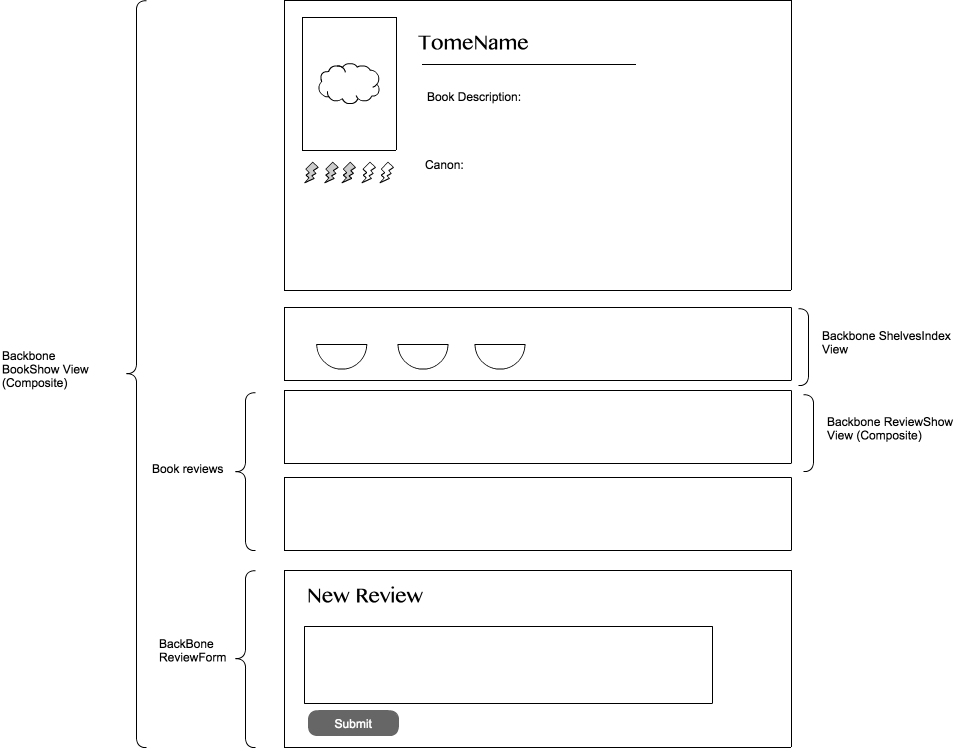 TomeName
Book Description:
Canon:
Backbone ShelvesIndex
View
Backbone
BookShow View
(Composite)
Backbone ReviewShow
View (Composite)
Book reviews
New Review
BackBone
ReviewForm
Submit